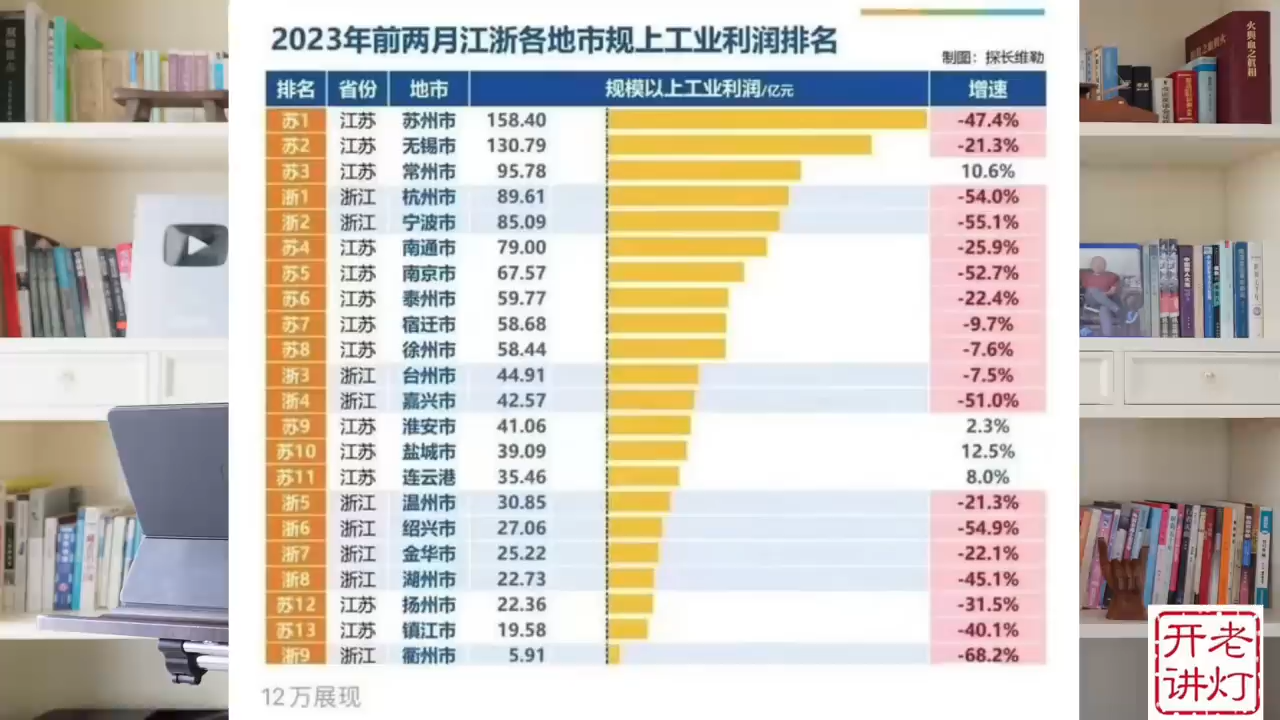 2023年前两月江浙各地市规上工业利润排名
制图：探长维勒
排名 省份 地市 规模以上工业利润/亿元 增速
苏1 江苏 苏州市 158.40 -47.4%
苏2 江苏 无锡市 130.79 -21.3%
苏3 江苏 常州市 95.78 10.6%
浙1 浙江 杭州市 89.61 -54.0%
浙2 浙江 宁波市 85.09 -55.1%
苏4 江苏 南通市 79.00 -25.9%
苏5 江苏 南京市 67.57 -52.7%
苏6 江苏 泰州市 59.77 -22.4%
苏7 江苏 宿迁市 58.68 -9.7%
苏8 江苏 徐州市 58.44 -7.6%
浙3 浙江 台州市 44.91 -7.5%
浙4 浙江 嘉兴市 42.57 -51.0%
苏9 江苏 淮安市 41.06 2.3%
苏10 江苏 盐城市 39.09 12.5%
苏11 江苏 连云港 35.46 8.0%
浙5 浙江 温州市 30.85 -21.3%
浙6 浙江 绍兴市 27.06 -54.9%
浙7 浙江 金华市 25.22 -22.1%
浙8 浙江 湖州市 22.73 -45.1%
苏12 江苏 扬州市 22.36 -31.5%
苏13 江苏 镇江市 19.58 -40.1%
浙9 浙江 衢州市 5.91 -68.2%
12万展现
火与血之真相
老灯
开讲